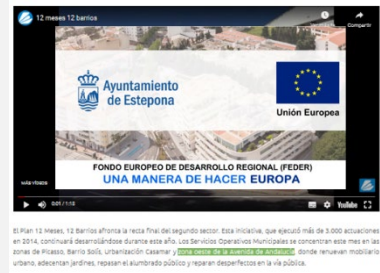 12 meses 12 barrios
Compartir
Ayuntamiento
de Estepona
Unión Europea
FONDO EUROPEO DE DESARROLLO REGIONAL (FEDER)
UNA MANERA DE HACER EUROPA
MÁS VÍDEOS
0:01 / 1:10
YouTube
El Plan 12 Meses, 12 Barrios afronta la recta final del segundo sector. Esta iniciativa, que ejecutó más de 3.000 actuaciones
en 2014, continuará desarrollándose durante este año. Los Servicios Operativos Municipales se concentran este mes en las
zonas de Picasso, Barrio Solís, Urbanización Casamar y zona oeste de la Avenida de Andalucía, donde renuevan mobiliario
urbano, adecentan jardines, repasan el alumbrado público y reparan desperfectos en la vía pública.